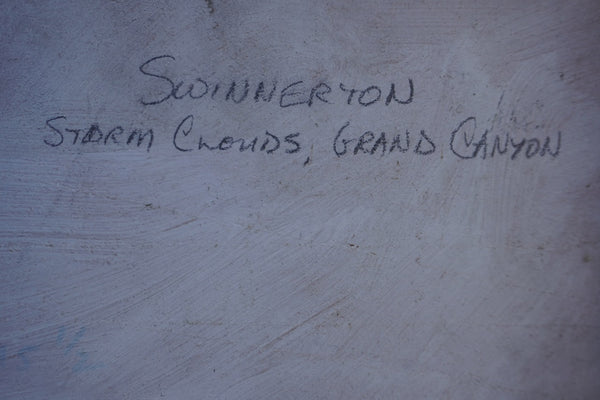 SWINNERTON
STORM CLOUDS, GRAND CANYON